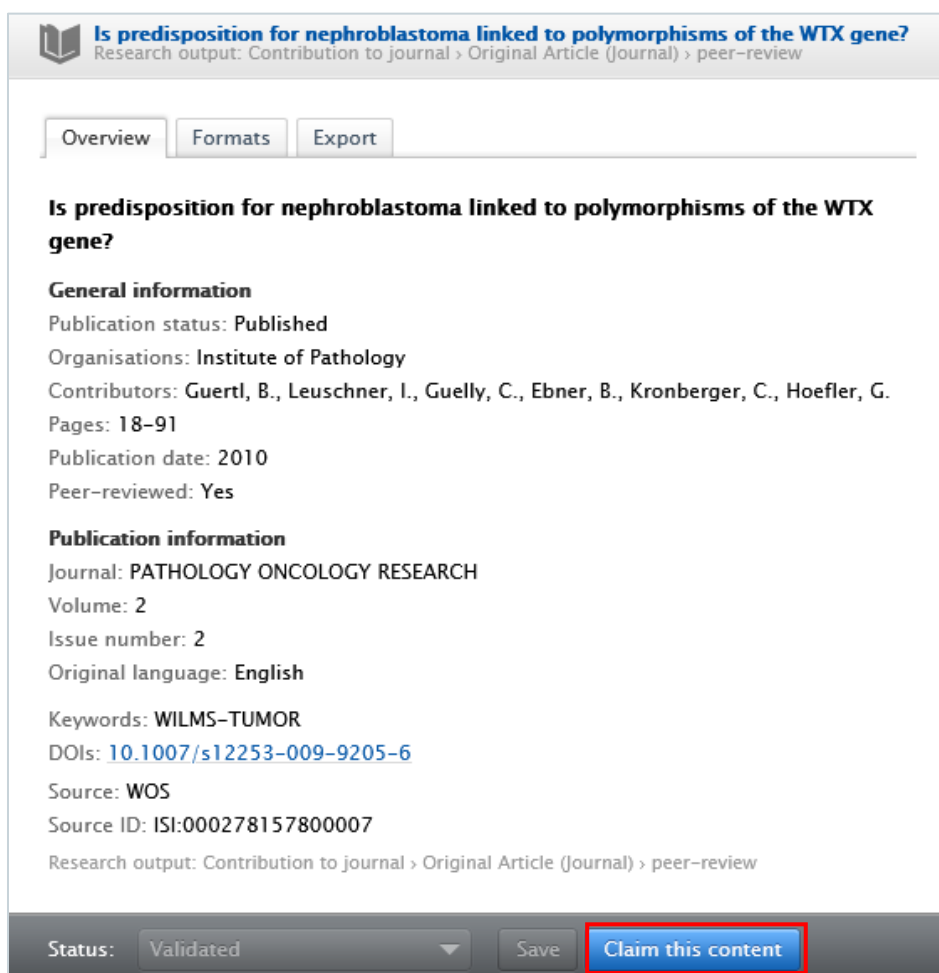 Is predisposition for nephroblastoma linked to polymorphisms of the WTX gene?
Research output: Contribution to journal › Original Article (Journal) › peer-review
Overview Formats Export
Is predisposition for nephroblastoma linked to polymorphisms of the WTX
gene?
General information
Publication status: Published
Organisations: Institute of Pathology
Contributors: Guertl, B., Leuschner, I., Guelly, C., Ebner, B., Kronberger, C., Hoefler, G.
Pages: 18-91
Publication date: 2010
Peer-reviewed: Yes
Publication information
Journal: PATHOLOGY ONCOLOGY RESEARCH
Volume: 2
Issue number: 2
Original language: English
Keywords: WILMS-TUMOR
DOIs: 10.1007/s12253-009-9205-6
Source: WOS
Source ID: ISI:000278157800007
Research output: Contribution to journal › Original Article (Journal) › peer-review
Status: Validated Save Claim this content